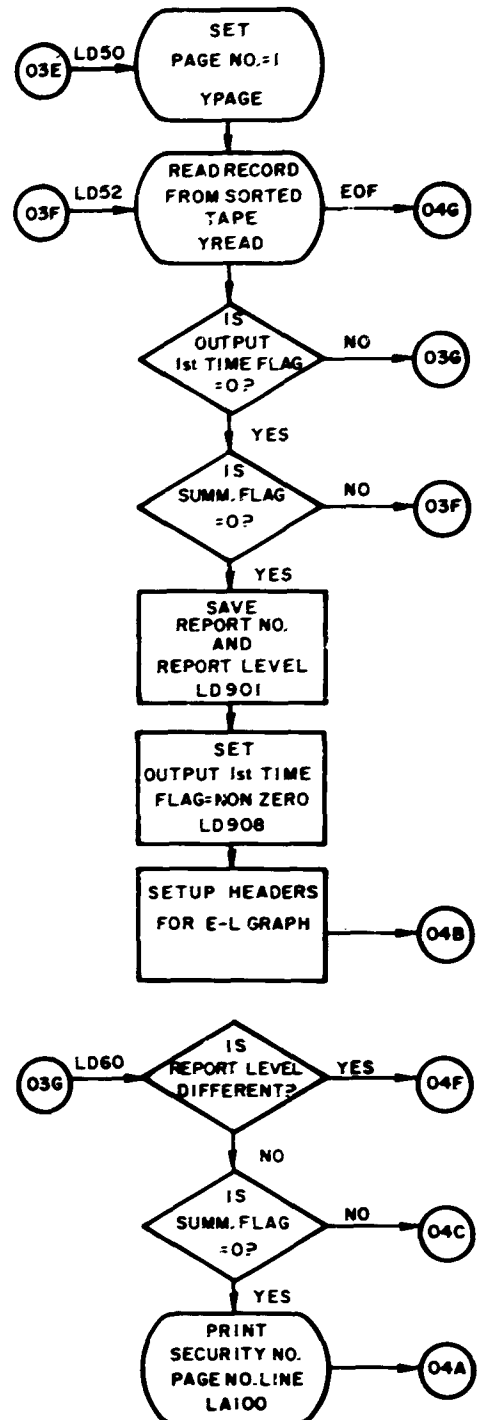 SET
PAGE NO.=1
YPAGE
03E
LD50
READ RECORD
FROM SORTED
TAPE
YREAD
03F
LD52
EOF
04G
IS
OUTPUT
1st TIME FLAG
=0?
NO
03G
YES
IS
SUMM. FLAG
=0?
NO
03F
YES
SAVE
REPORT NO.
AND
REPORT LEVEL
LD901
SET
OUTPUT 1st TIME
FLAG=NON ZERO
LD908
SETUP HEADERS
FOR E-L GRAPH
04B
03G
LD60
IS
REPORT LEVEL
DIFFERENT?
YES
04F
NO
IS
SUMM. FLAG
=0?
NO
04C
YES
PRINT
SECURITY NO.
PAGE NO. LINE
LA100
04A